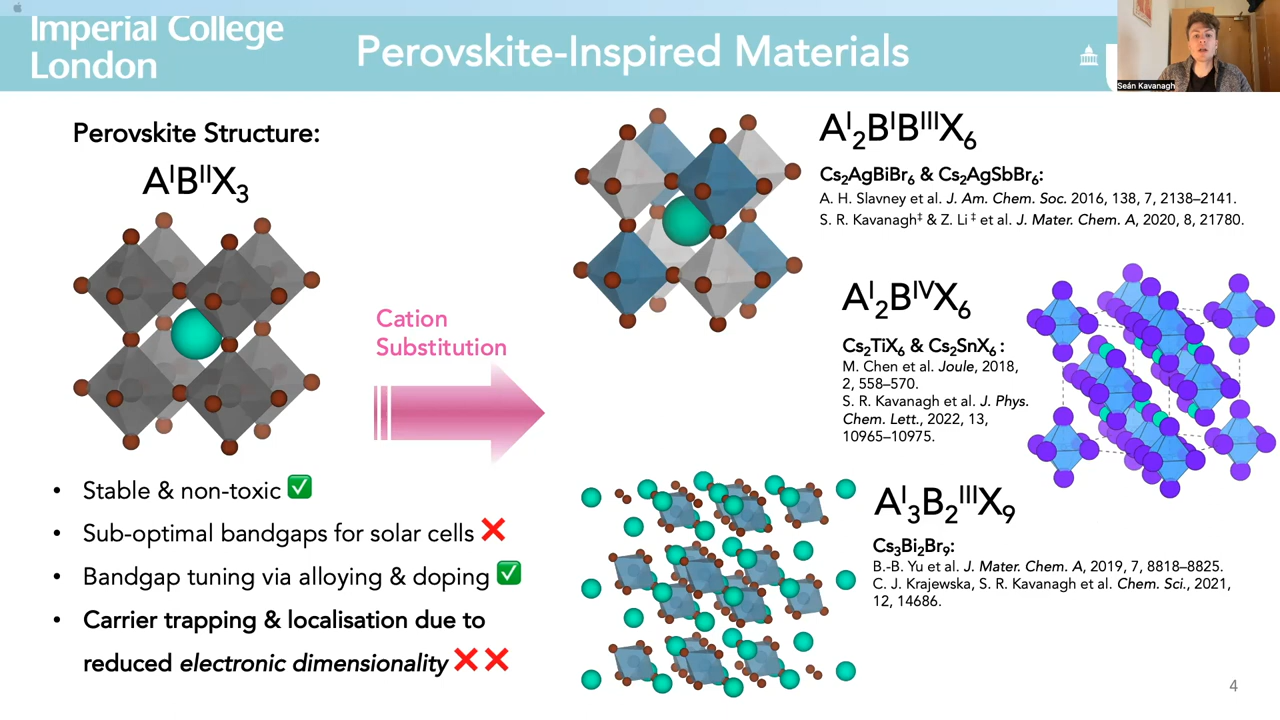 Imperial College
London
Perovskite-Inspired Materials
Seán Kavanagh
Perovskite Structure:
AᴵBᴵᴵX₃
Cation
Substitution
• Stable & non-toxic ✅
• Sub-optimal bandgaps for solar cells ❌
• Bandgap tuning via alloying & doping ✅
• Carrier trapping & localisation due to
reduced electronic dimensionality ❌❌
Aᴵ₂BᴵBᴵᴵᴵX₆
Cs₂AgBiBr₆ & Cs₂AgSbBr₆:
A. H. Slavney et al. J. Am. Chem. Soc. 2016, 138, 7, 2138–2141.
S. R. Kavanagh‡ & Z. Li ‡ et al. J. Mater. Chem. A, 2020, 8, 21780.
Aᴵ₂BᴵⱽX₆
Cs₂TiX₆ & Cs₂SnX₆ :
M. Chen et al. Joule, 2018,
2, 558–570.
S. R. Kavanagh et al. J. Phys.
Chem. Lett., 2022, 13,
10965–10975.
Aᴵ₃B₂ᴵᴵᴵX₉
Cs₃Bi₂Br₉:
B.-B. Yu et al. J. Mater. Chem. A, 2019, 7, 8818–8825.
C. J. Krajewska, S. R. Kavanagh et al. Chem. Sci., 2021,
12, 14686.
4